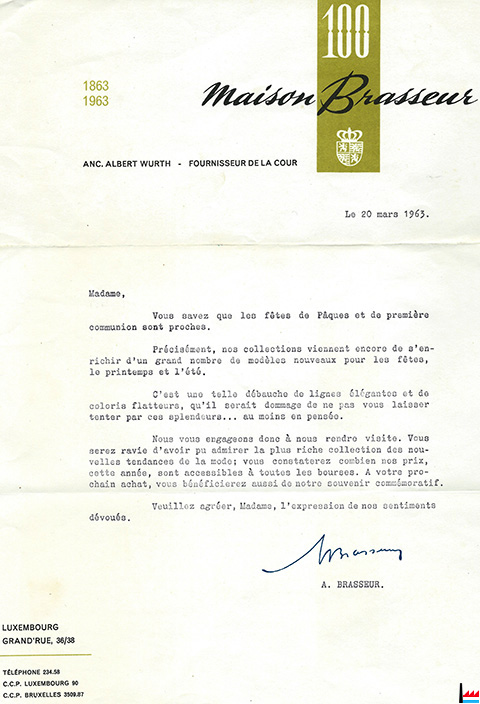 100
1863
1963
Maison Brasseur
ANC. ALBERT WURTH - FOURNISSEUR DE LA COUR
Le 20 mars 1963.
Madame,
Vous savez que les fêtes de Pâques et de première
communion sont proches.
Précisément, nos collections viennent encore de s'en-
richir d'un grand nombre de modèles nouveaux pour les fêtes,
le printemps et l'été.
C'est une telle débauche de lignes élégantes et de
coloris flatteurs, qu'il serait dommage de ne pas vous laisser
tenter par ces splendeurs... au moins en pensée.
Nous vous engageons donc à nous rendre visite. Vous
serez ravie d'avoir pu admirer la plus riche collection des nou-
velles tendances de la mode; vous constaterez combien nos prix,
cette année, sont accessibles à toutes les bourses. A votre pro-
chain achat, vous bénéficierez aussi de notre souvenir commémoratif.
Veuillez agréer, Madame, l'expression de nos sentiments
dévoués.
ABrasseur
A. BRASSEUR.
LUXEMBOURG
GRAND'RUE, 36/38
TÉLÉPHONE 234.58
C.C.P. LUXEMBOURG 90
C.C.P. BRUXELLES 3509.87